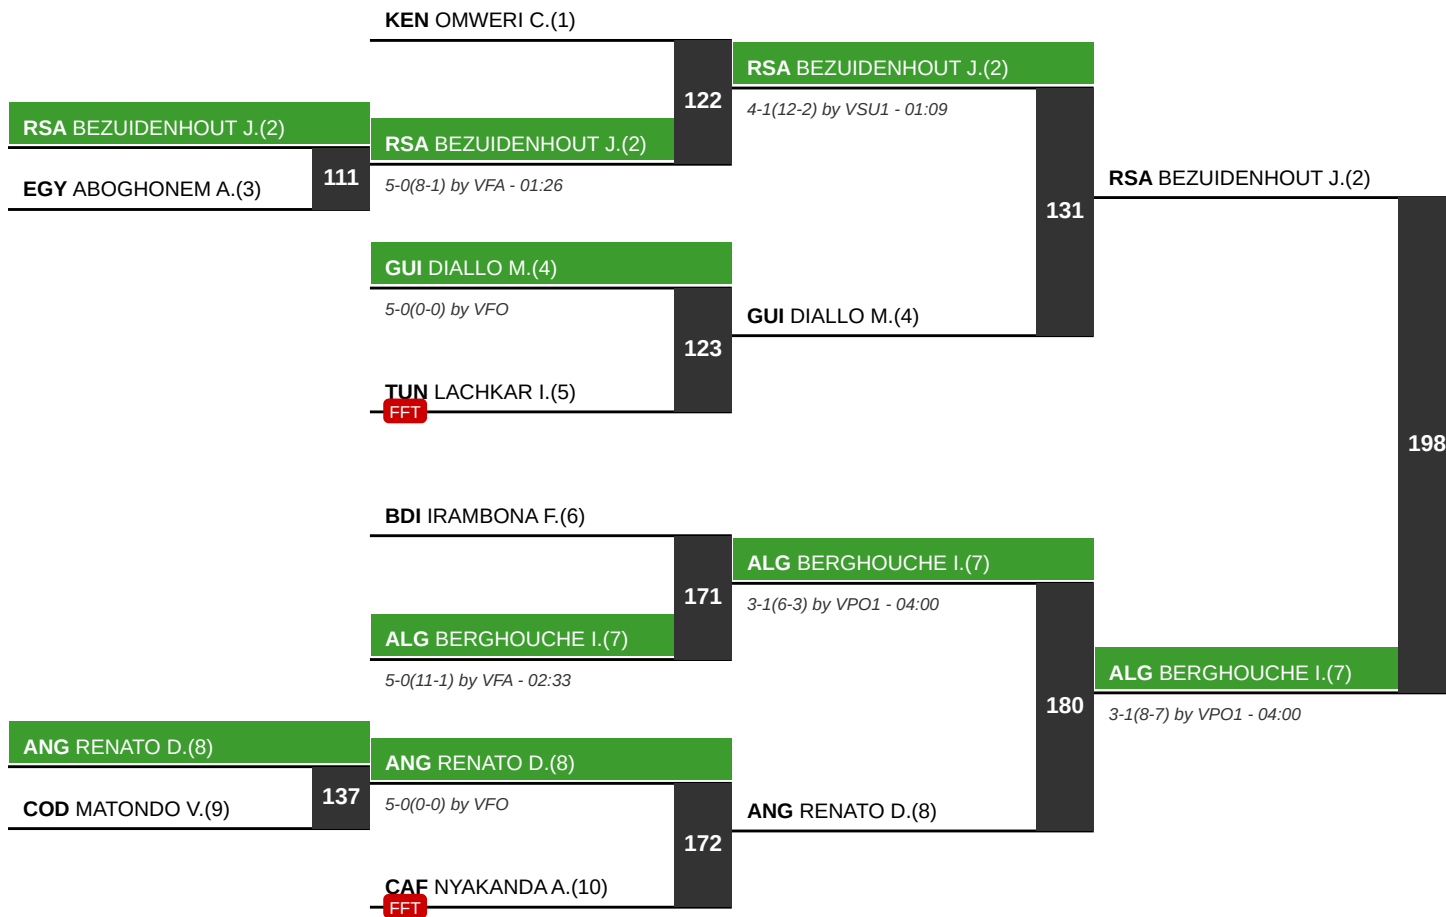 KEN OMWERI C.(1)
122
RSA BEZUIDENHOUT J.(2)
4-1(12-2) by VSU1 - 01:09
RSA BEZUIDENHOUT J.(2)
EGY ABOGHONEM A.(3)
111
RSA BEZUIDENHOUT J.(2)
5-0(8-1) by VFA - 01:26
131
RSA BEZUIDENHOUT J.(2)
GUI DIALLO M.(4)
5-0(0-0) by VFO
123
GUI DIALLO M.(4)
TUN LACHKAR I.(5)
FFT
198
BDI IRAMBONA F.(6)
171
ALG BERGHOUCHE I.(7)
3-1(6-3) by VPO1 - 04:00
ALG BERGHOUCHE I.(7)
5-0(11-1) by VFA - 02:33
180
ALG BERGHOUCHE I.(7)
3-1(8-7) by VPO1 - 04:00
ANG RENATO D.(8)
COD MATONDO V.(9)
137
ANG RENATO D.(8)
5-0(0-0) by VFO
172
ANG RENATO D.(8)
CAF NYAKANDA A.(10)
FFT